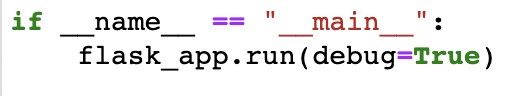 if __name__ == "__main__":
    flask_app.run(debug=True)